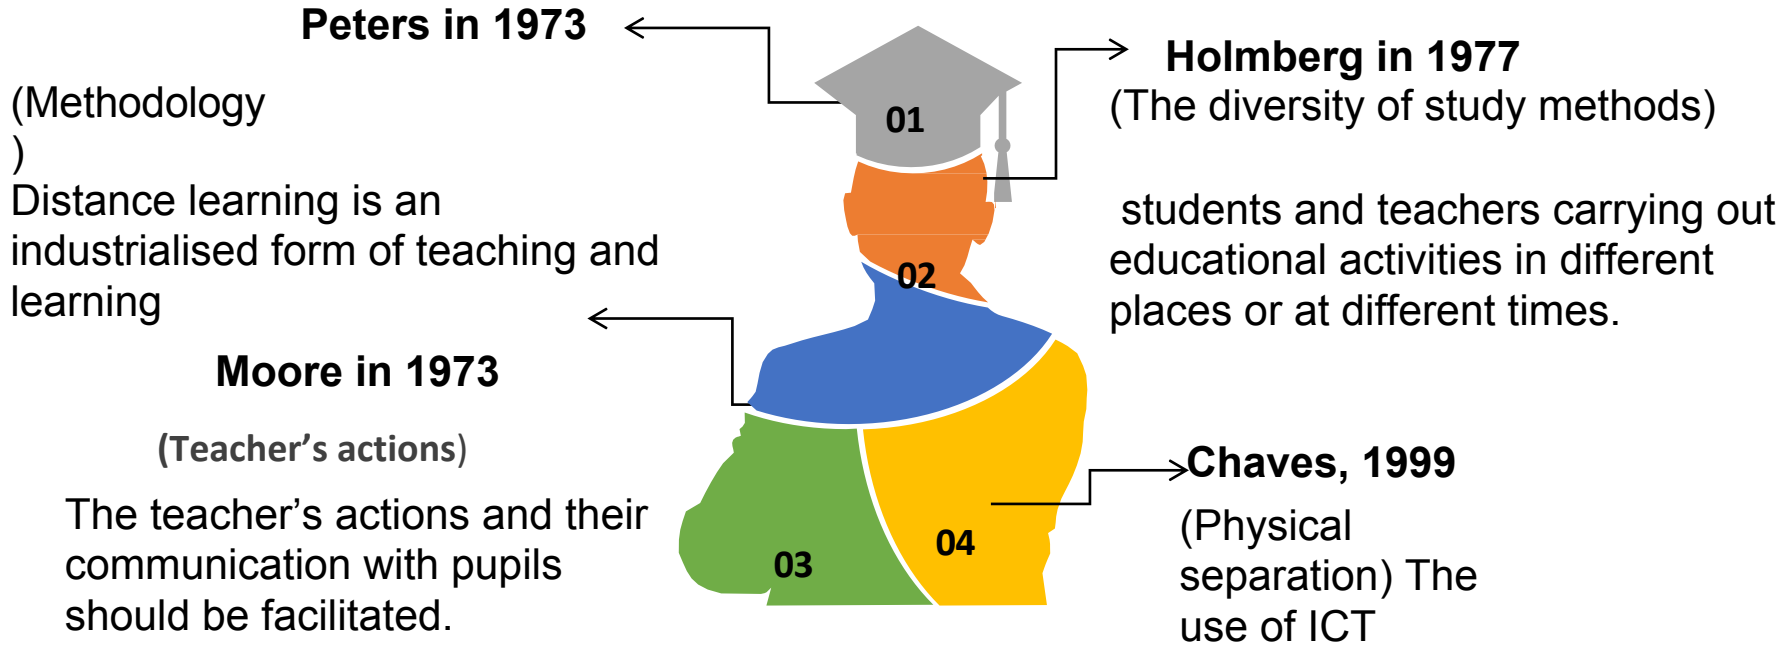 Peters in 1973
(Methodology
)
Distance learning is an
industrialised form of teaching and
learning
01
Holmberg in 1977
(The diversity of study methods)
students and teachers carrying out
educational activities in different
places or at different times.
02
Moore in 1973
(Teacher’s actions)
The teacher’s actions and their
communication with pupils
should be facilitated.
03
Chaves, 1999
(Physical
separation) The
use of ICT
04